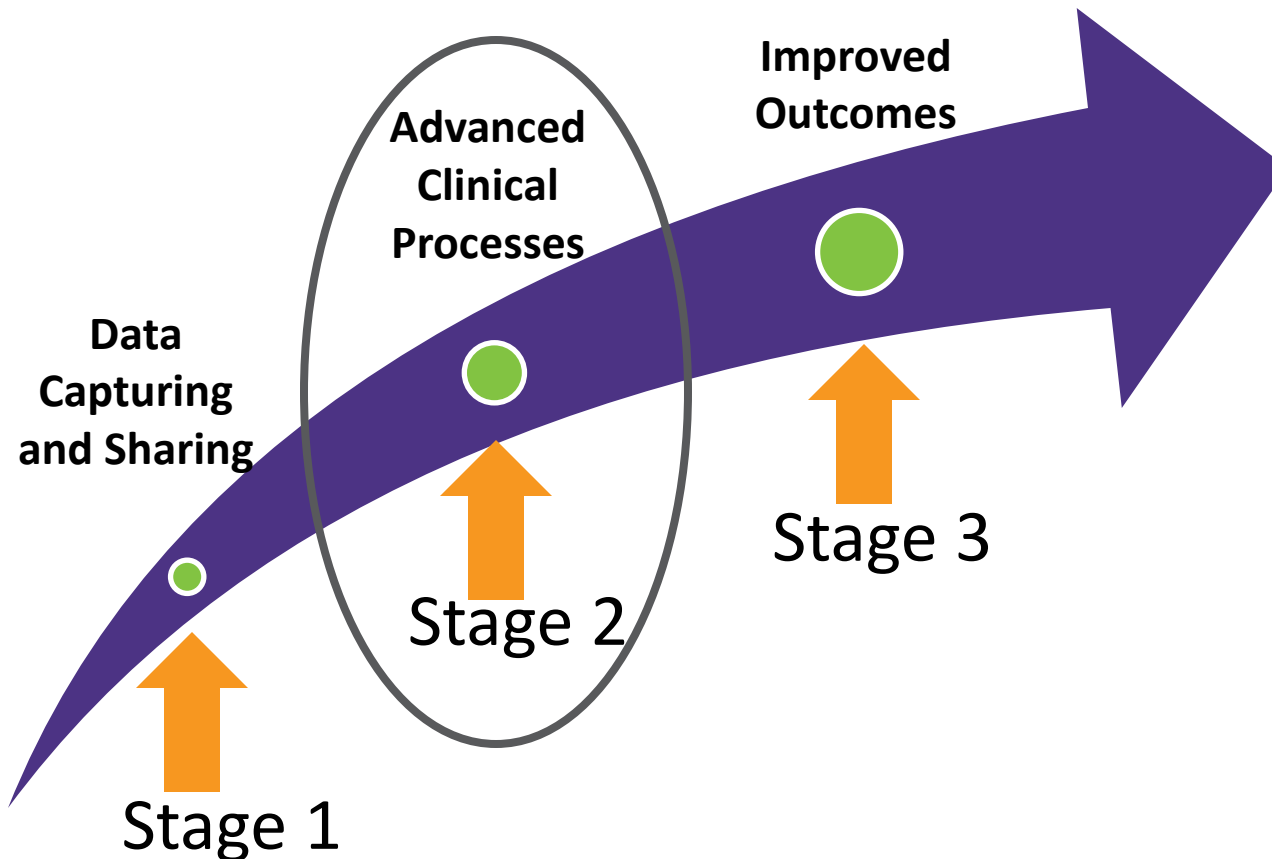 Data
Capturing
and Sharing
Stage 1
Advanced
Clinical
Processes
Stage 2
Improved
Outcomes
Stage 3